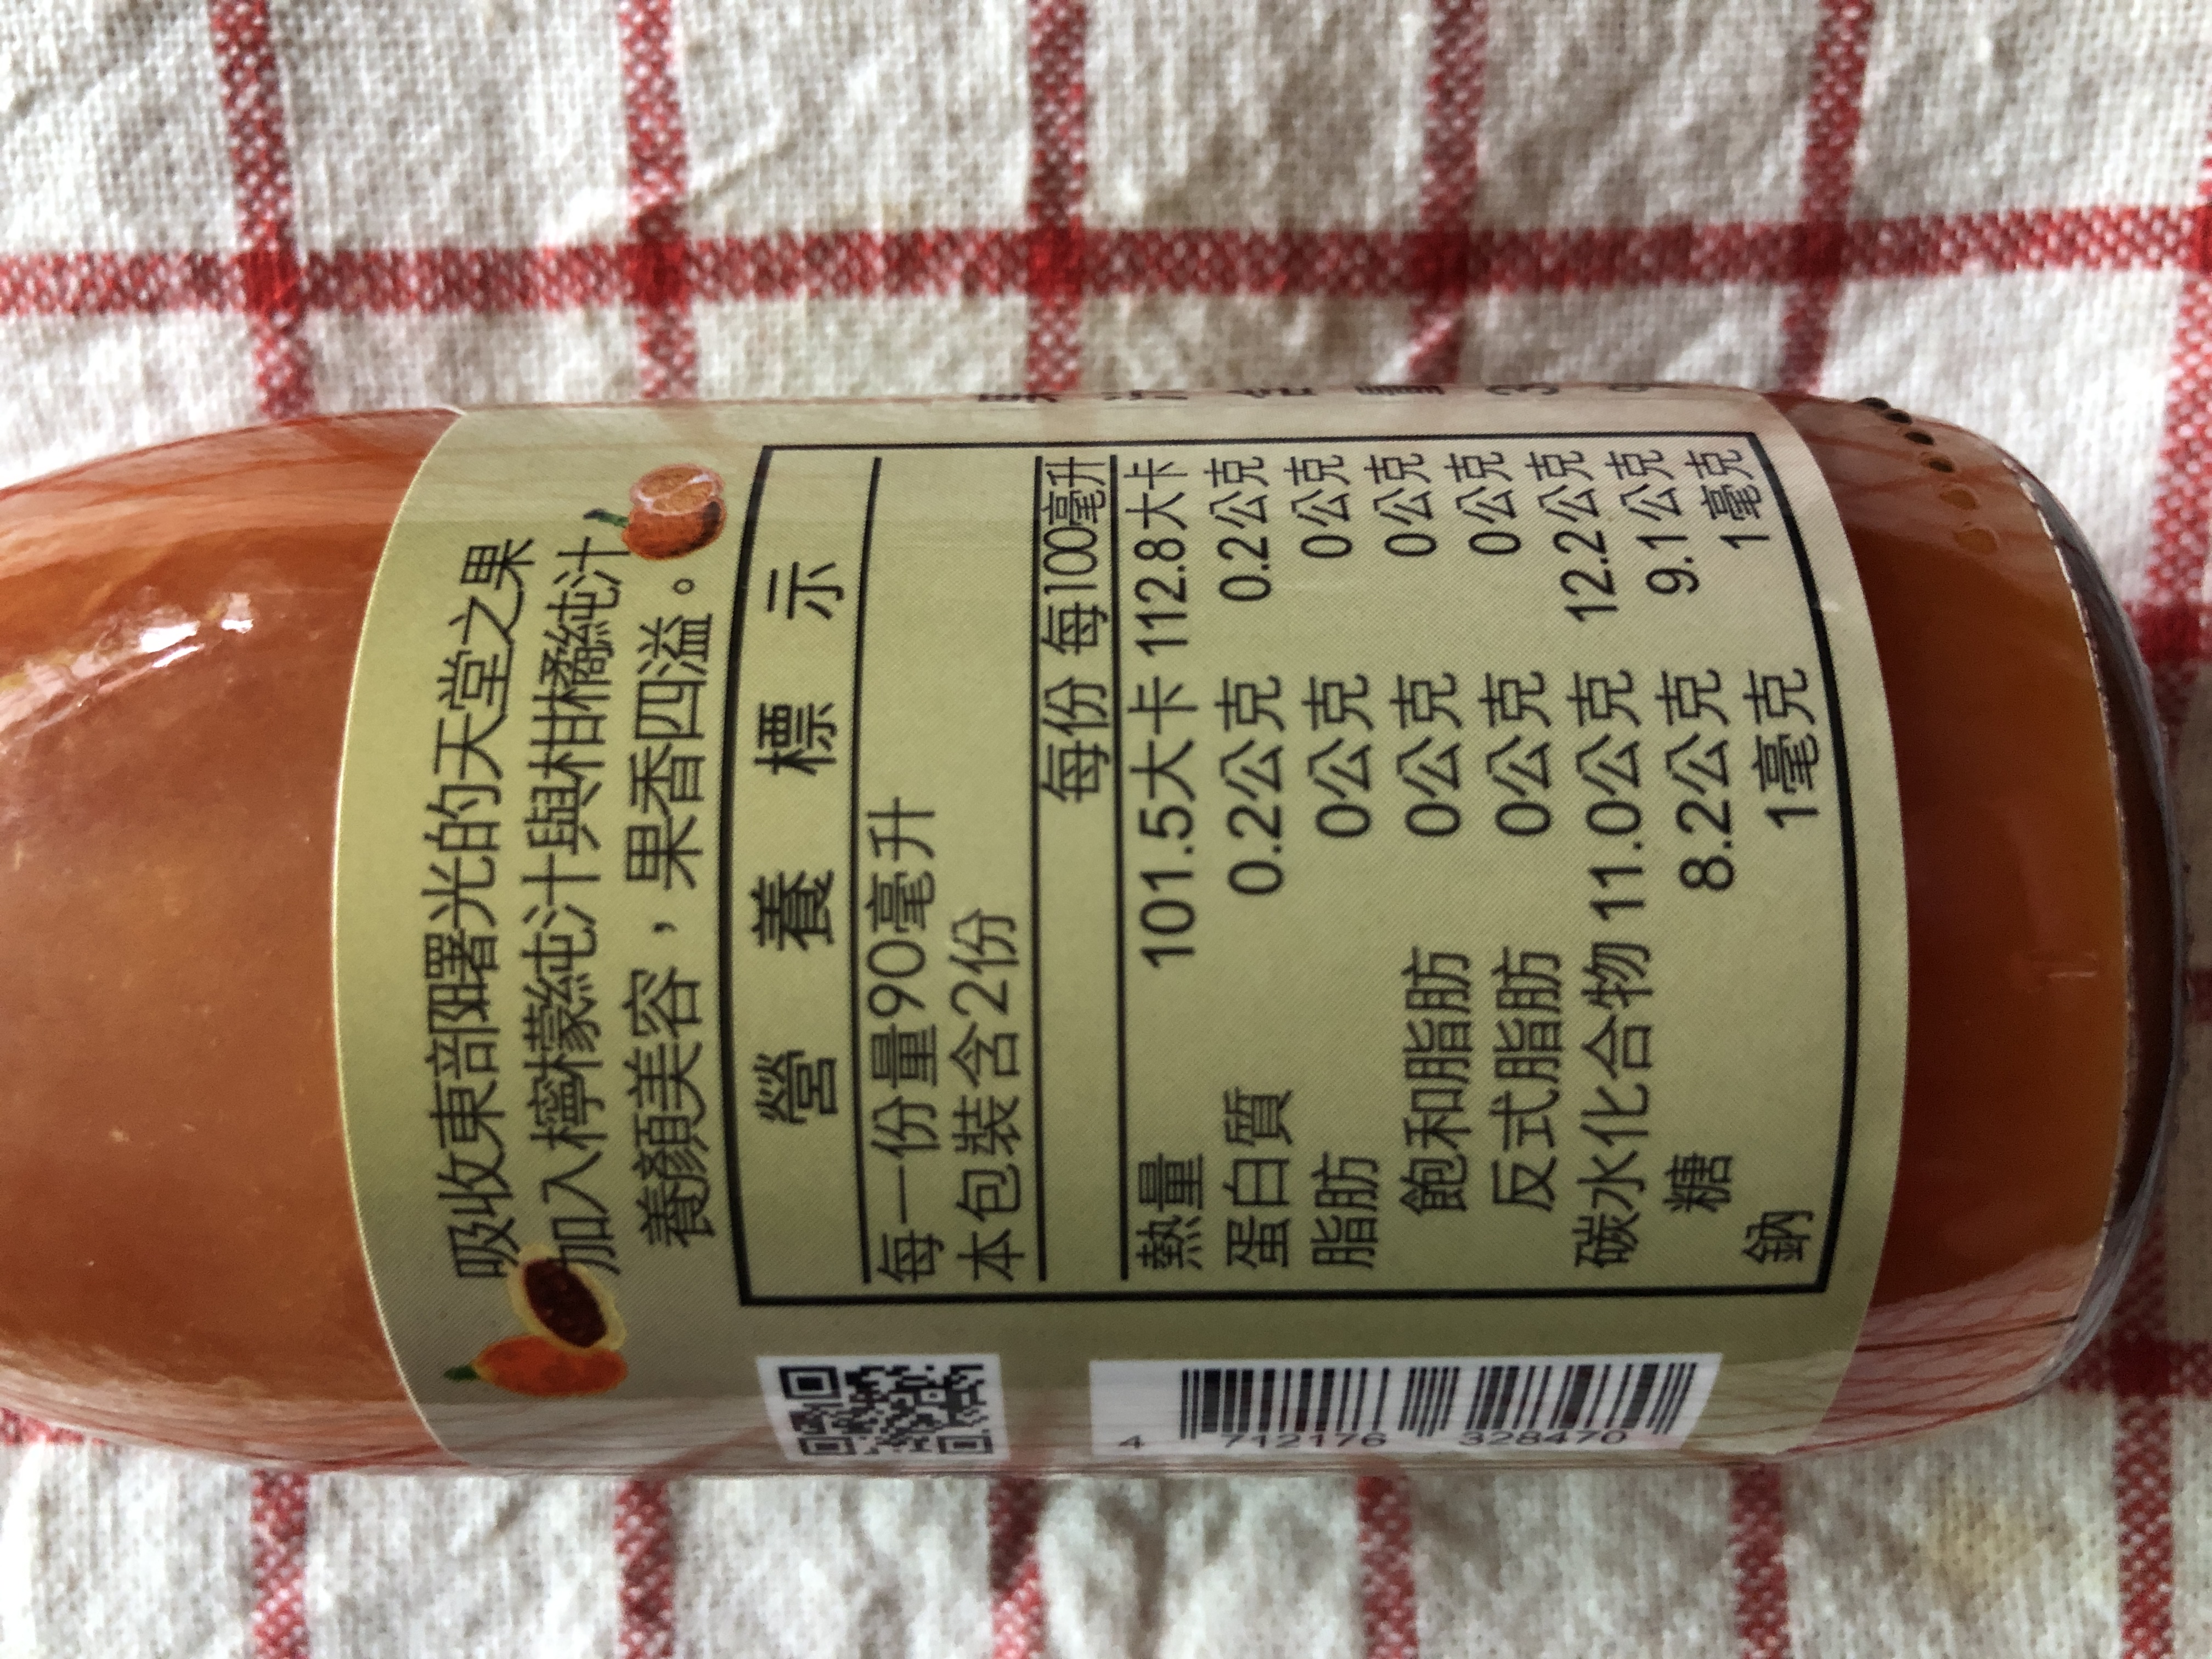 吸收東部曙光的天堂之果
加入檸檬純汁與柑橘純汁
養顏美容，果香四溢。
營養標示
每一份量90毫升
本包裝含2份
每份 每100毫升
熱量 101.5大卡 112.8大卡
蛋白質 0.2公克 0.2公克
脂肪 0公克 0公克
飽和脂肪 0公克 0公克
反式脂肪 0公克 0公克
碳水化合物 11.0公克 12.2公克
糖 8.2公克 9.1公克
鈉 1毫克 1毫克
4 712176 328470